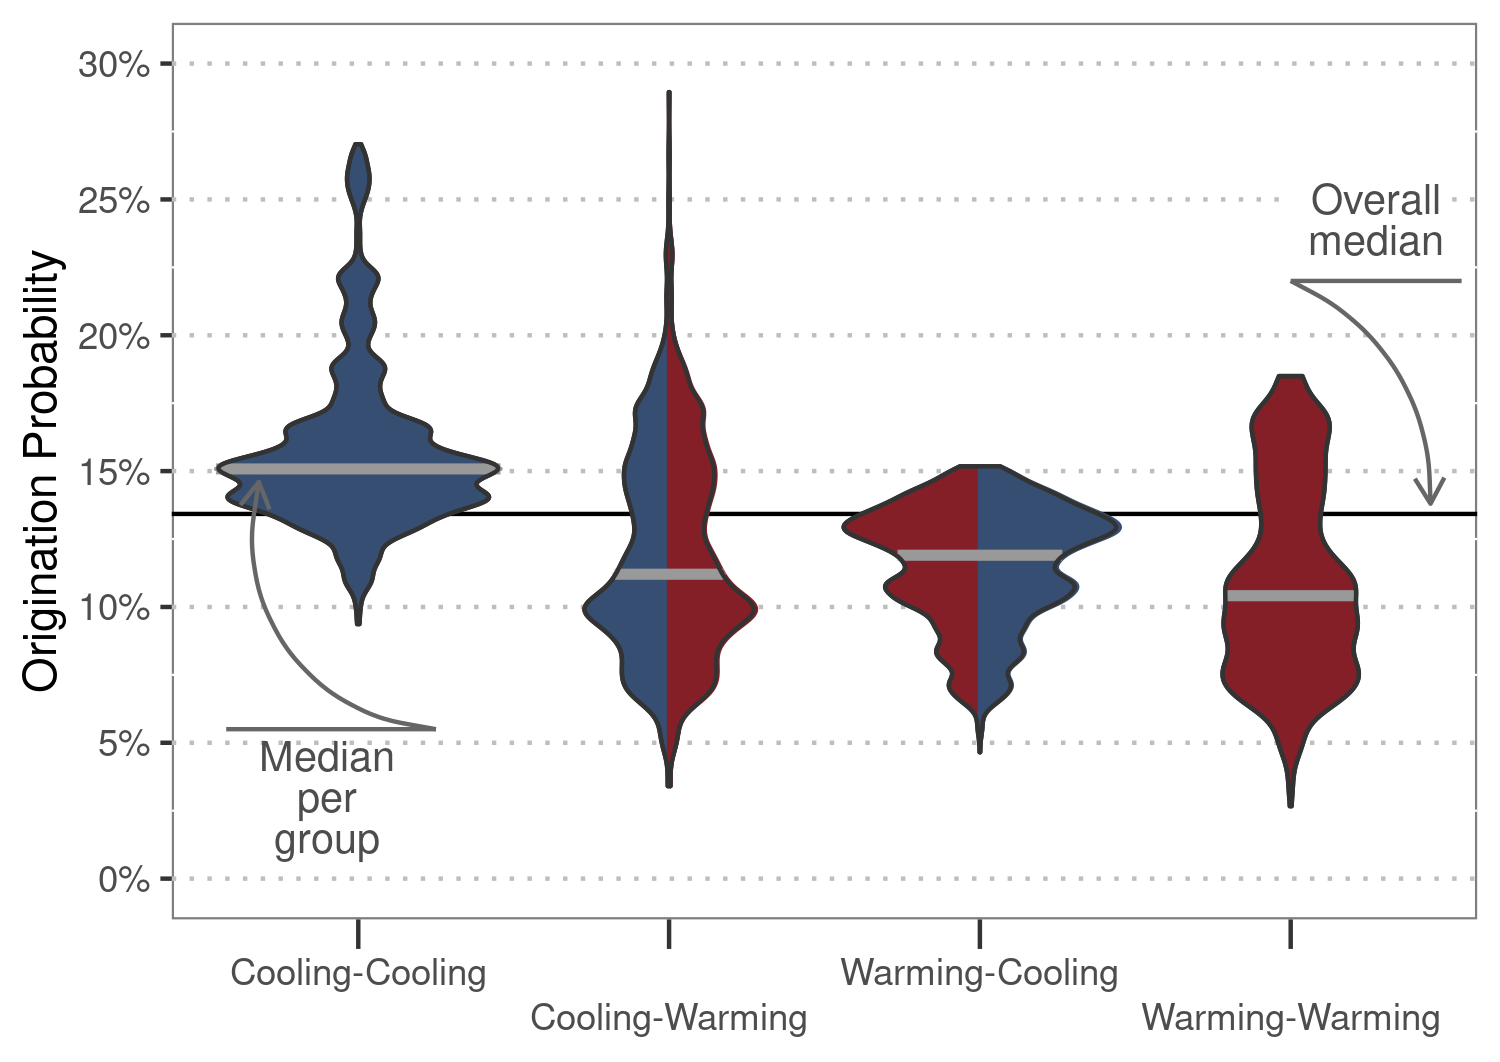 Origination Probability
30%
25%
20%
15%
10%
5%
0%
Overall
median
Median
per
group
Cooling-Cooling
Cooling-Warming
Warming-Cooling
Warming-Warming